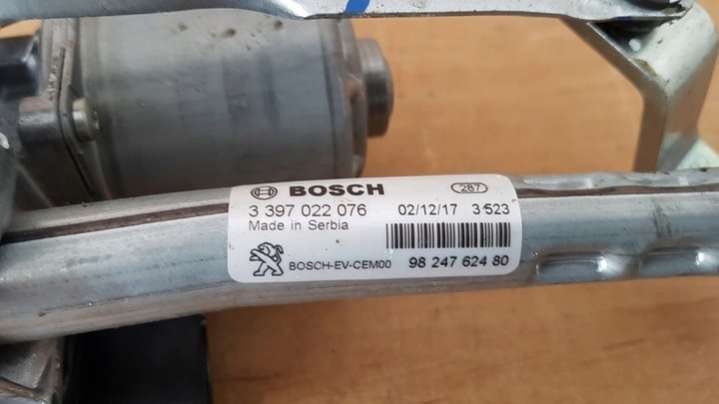 BOSCH 287
3 397 022 076 02/12/17 3523
Made in Serbia
BOSCH-EV-CEM00 98 247 624 80